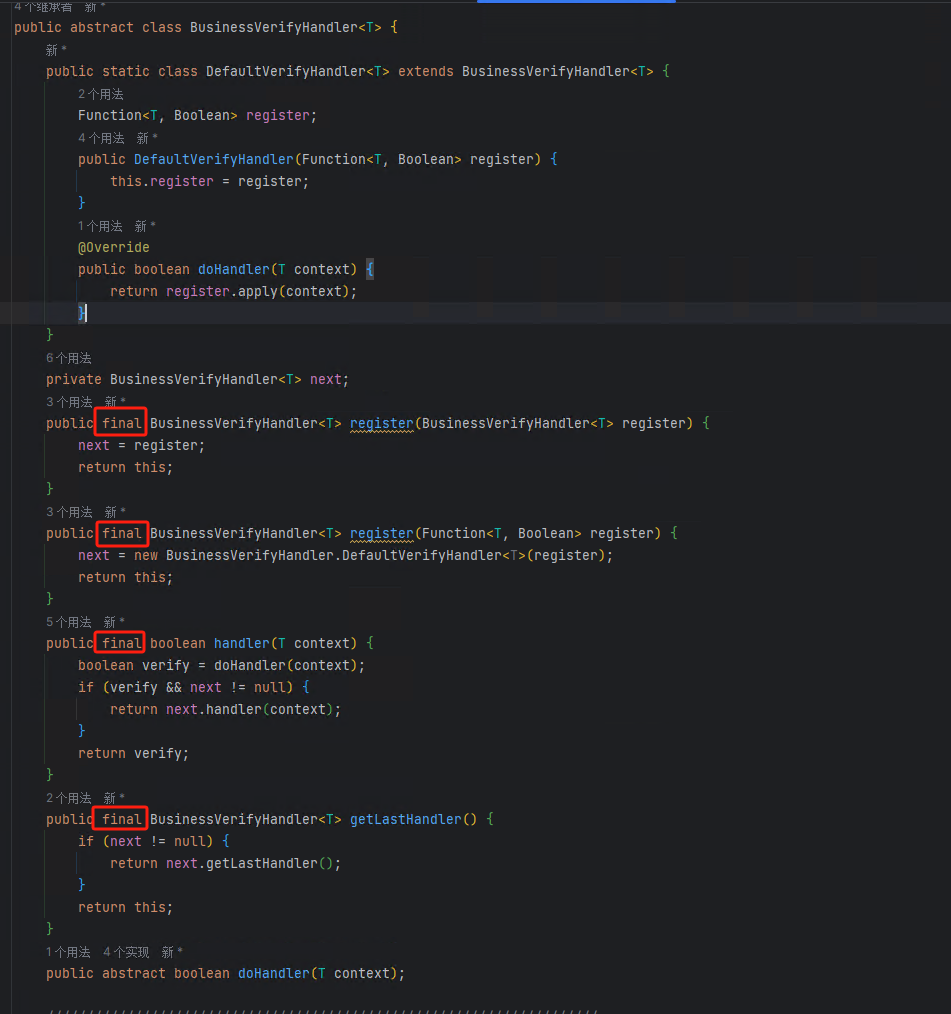 4个继承者 新 *
public abstract class BusinessVerifyHandler<T> {
新 *
public static class DefaultVerifyHandler<T> extends BusinessVerifyHandler<T> {
2个用法
Function<T, Boolean> register;
4个用法 新 *
public DefaultVerifyHandler(Function<T, Boolean> register) {
this.register = register;
}
1个用法 新 *
@Override
public boolean doHandler(T context) {
return register.apply(context);
}
}
6个用法
private BusinessVerifyHandler<T> next;
3个用法 新 *
public final BusinessVerifyHandler<T> register(BusinessVerifyHandler<T> register) {
next = register;
return this;
}
3个用法 新 *
public final BusinessVerifyHandler<T> register(Function<T, Boolean> register) {
next = new BusinessVerifyHandler.DefaultVerifyHandler<T>(register);
return this;
}
5个用法 新 *
public final boolean handler(T context) {
boolean verify = doHandler(context);
if (verify && next != null) {
return next.handler(context);
}
return verify;
}
2个用法 新 *
public final BusinessVerifyHandler<T> getLastHandler() {
if (next != null) {
return next.getLastHandler();
}
return this;
}
1个用法 4个实现 新 *
public abstract boolean doHandler(T context);